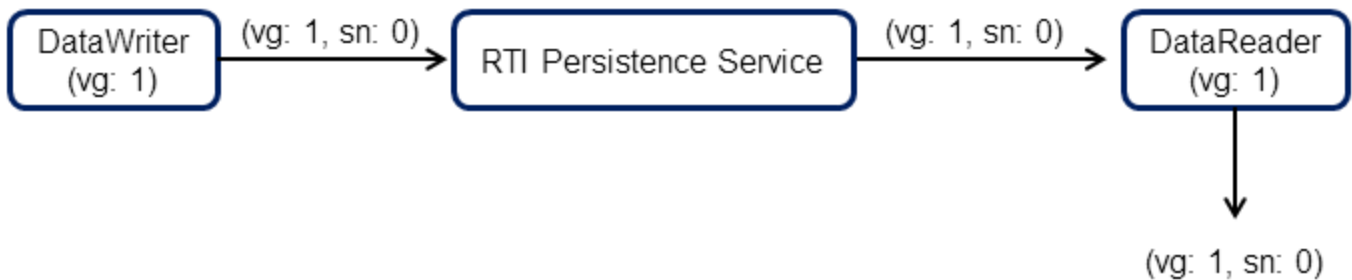 DataWriter
(vg: 1)
(vg: 1, sn: 0)
RTI Persistence Service
(vg: 1, sn: 0)
DataReader
(vg: 1)
(vg: 1, sn: 0)